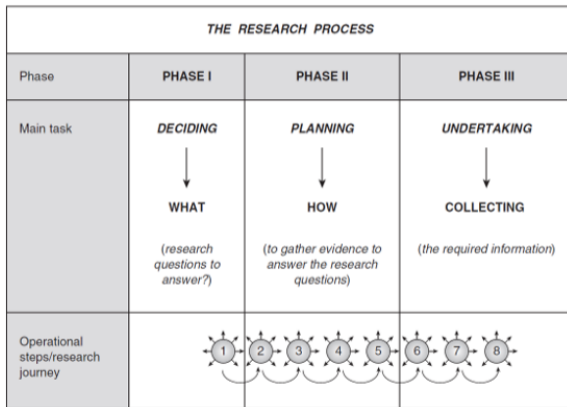 THE RESEARCH PROCESS
Phase
PHASE I
PHASE II
PHASE III
Main task
DECIDING
PLANNING
UNDERTAKING
WHAT
HOW
COLLECTING
(research
questions to
answer?)
(to gather evidence to
answer the research
questions)
(the required information)
Operational
steps/research
journey
1 2 3 4 5 6 7 8